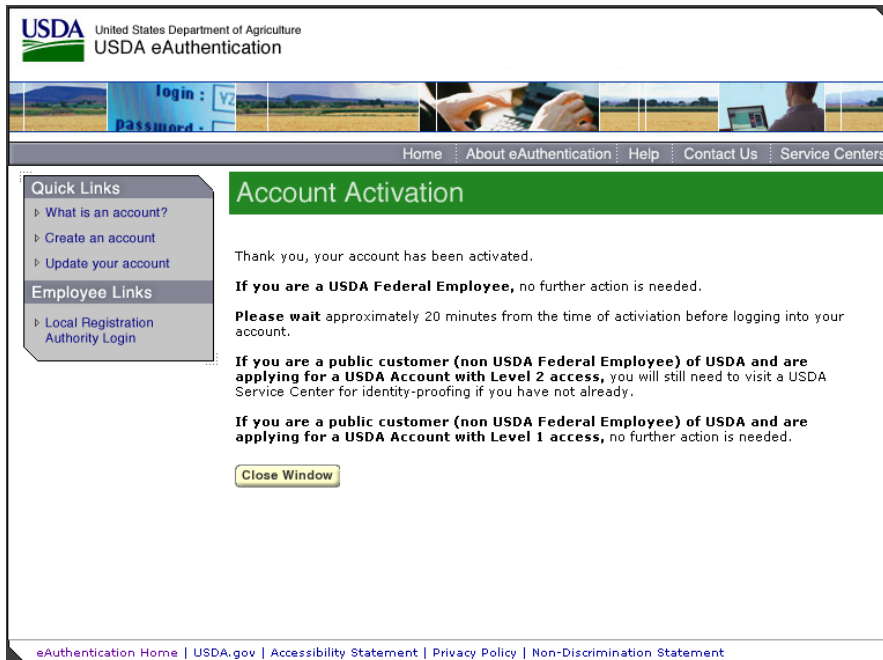 USDA
United States Department of Agriculture
USDA eAuthentication
login :
password :
Home
About eAuthentication
Help
Contact Us
Service Centers
Quick Links
What is an account?
Create an account
Update your account
Employee Links
Local Registration
Authority Login
Account Activation
Thank you, your account has been activated.
If you are a USDA Federal Employee, no further action is needed.
Please wait approximately 20 minutes from the time of activiation before logging into your
account.
If you are a public customer (non USDA Federal Employee) of USDA and are
applying for a USDA Account with Level 2 access, you will still need to visit a USDA
Service Center for identity-proofing if you have not already.
If you are a public customer (non USDA Federal Employee) of USDA and are
applying for a USDA Account with Level 1 access, no further action is needed.
Close Window
eAuthentication Home | USDA.gov | Accessibility Statement | Privacy Policy | Non-Discrimination Statement